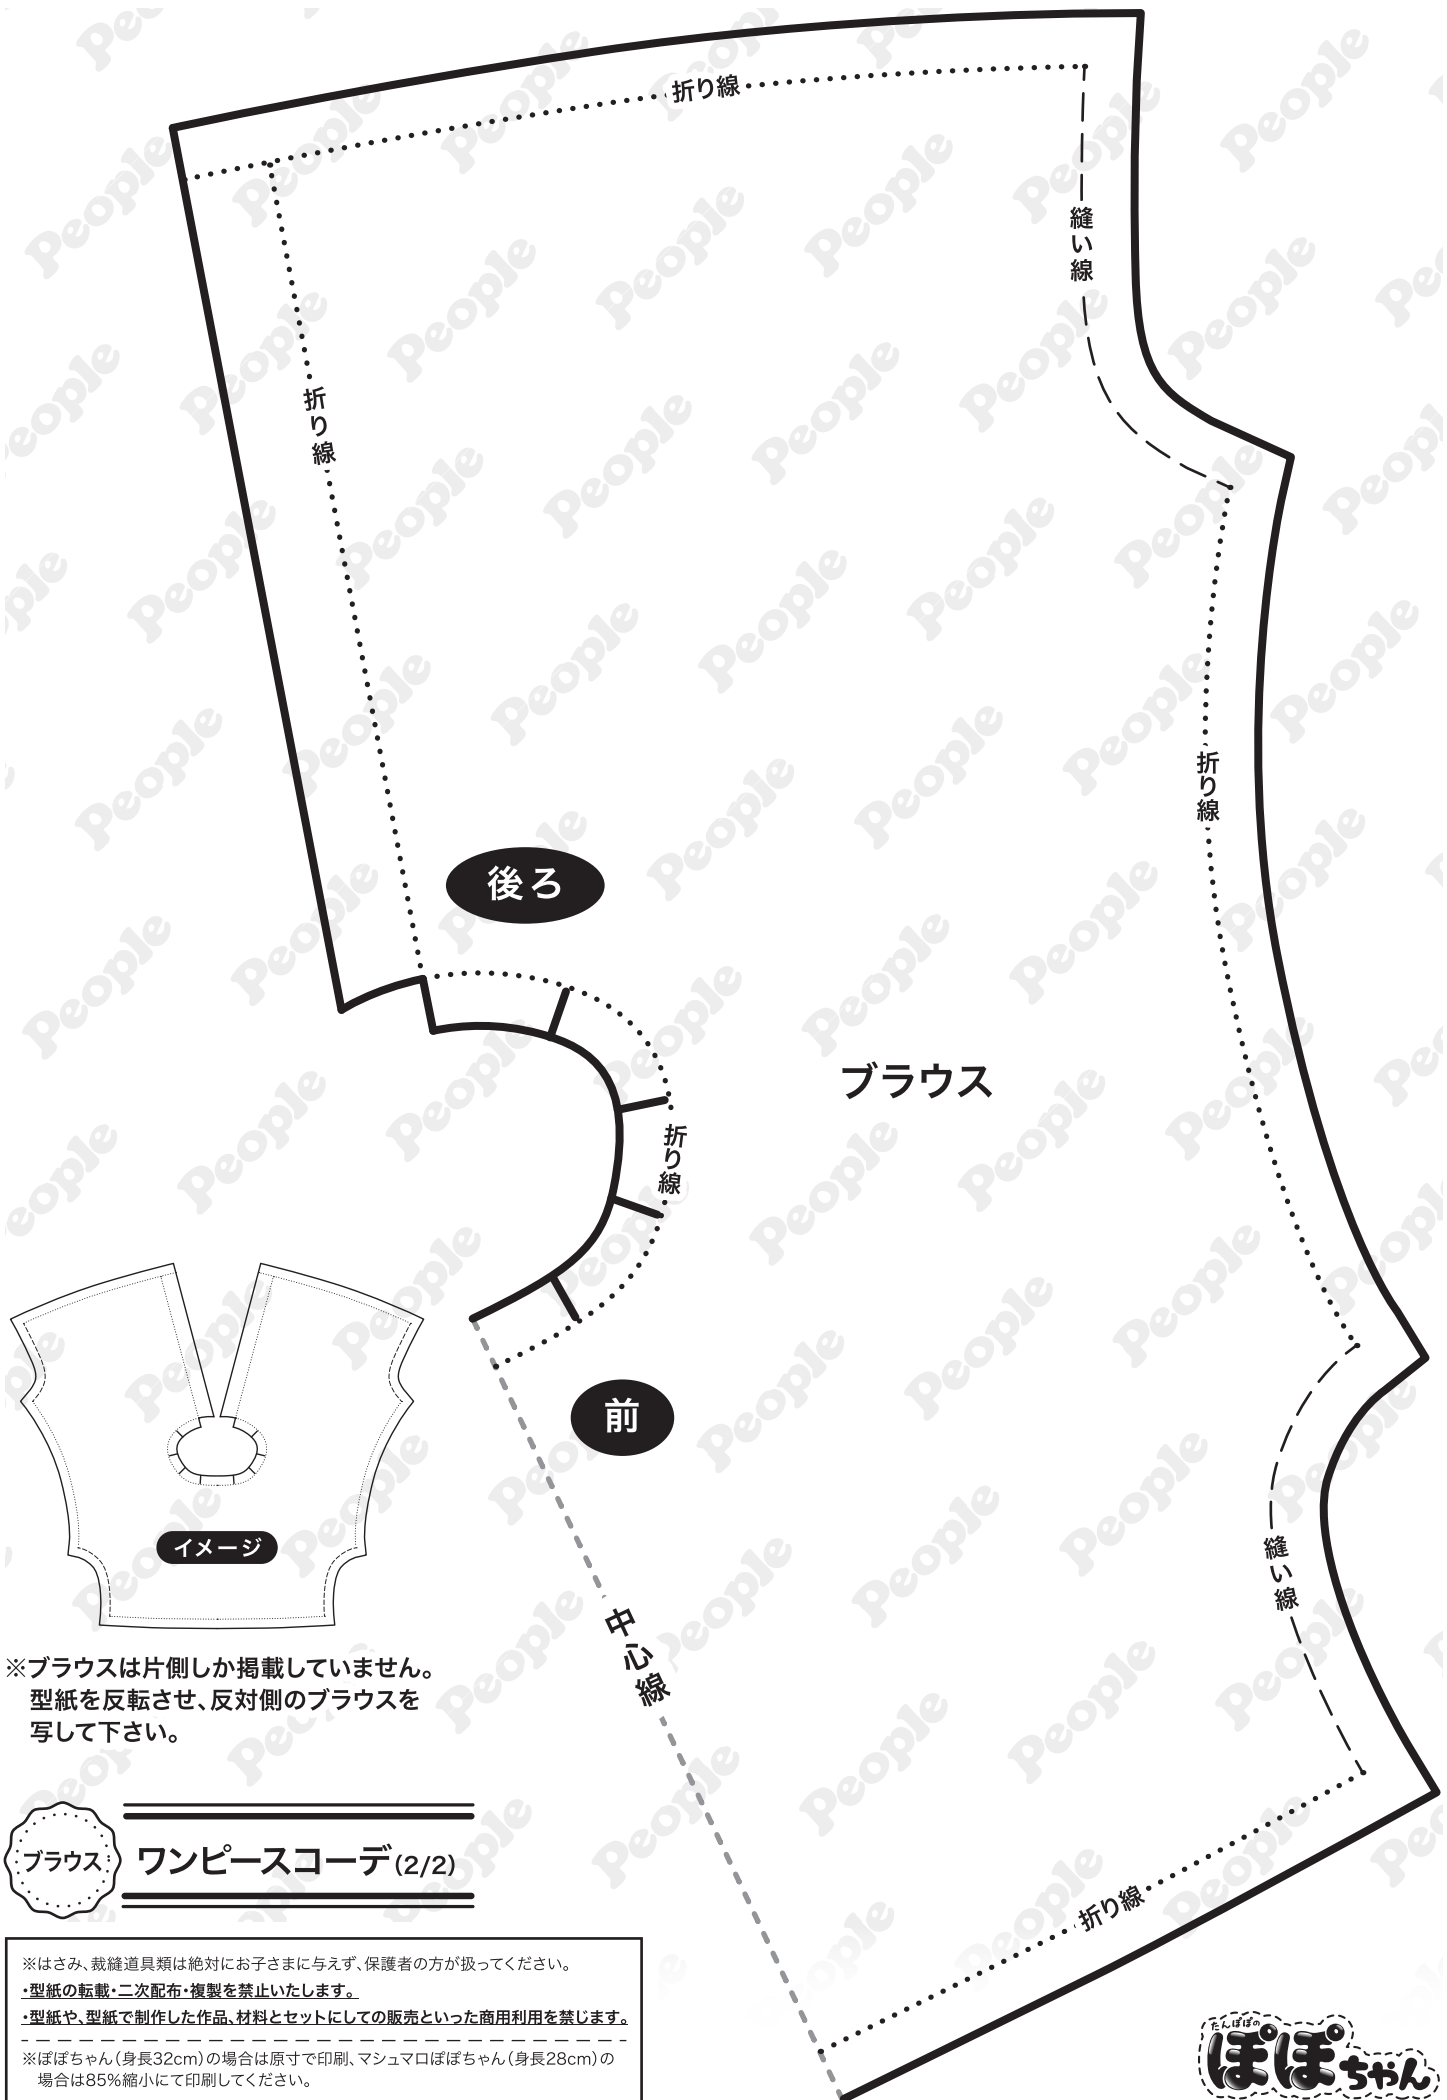 折り線
縫い線
折り線
折り線
後ろ
ブラウス
折り線
前
イメージ
縫い線
中心線
※ブラウスは片側しか掲載していません。
型紙を反転させ、反対側のブラウスを
写して下さい。
ブラウス
ワンピースコーデ(2/2)
折り線
※はさみ、裁縫道具類は絶対にお子さまに与えず、保護者の方が扱ってください。
・型紙の転載・二次配布・複製を禁止いたします。
・型紙や、型紙で制作した作品、材料とセットにしての販売といった商用利用を禁じます。
※ぽぽちゃん(身長32cm)の場合は原寸で印刷、マシュマロぽぽちゃん(身長28cm)の
場合は85%縮小にて印刷してください。
たんぽぽの
ぽぽちゃん
People